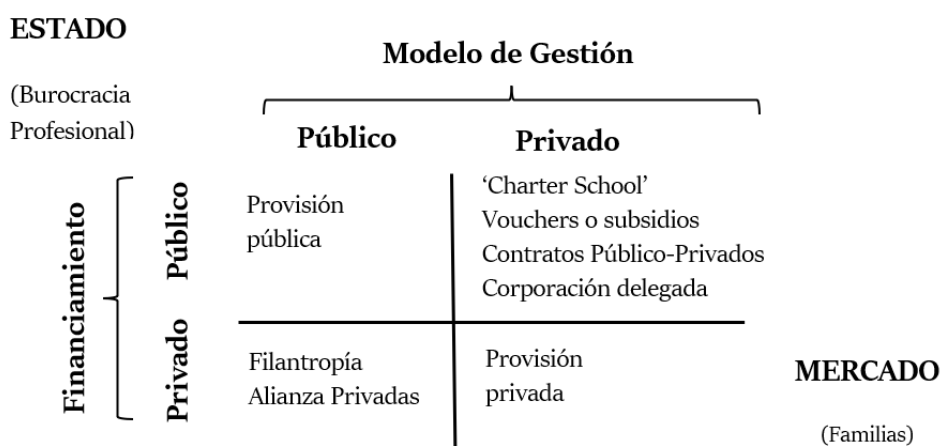 ESTADO
(Burocracia
Profesional)
Modelo de Gestión
Público
Privado
Financiamiento
Público
Provisión
pública
‘Charter School’
Vouchers o subsidios
Contratos Público-Privados
Corporación delegada
Privado
Filantropía
Alianza Privadas
Provisión
privada
MERCADO
(Familias)